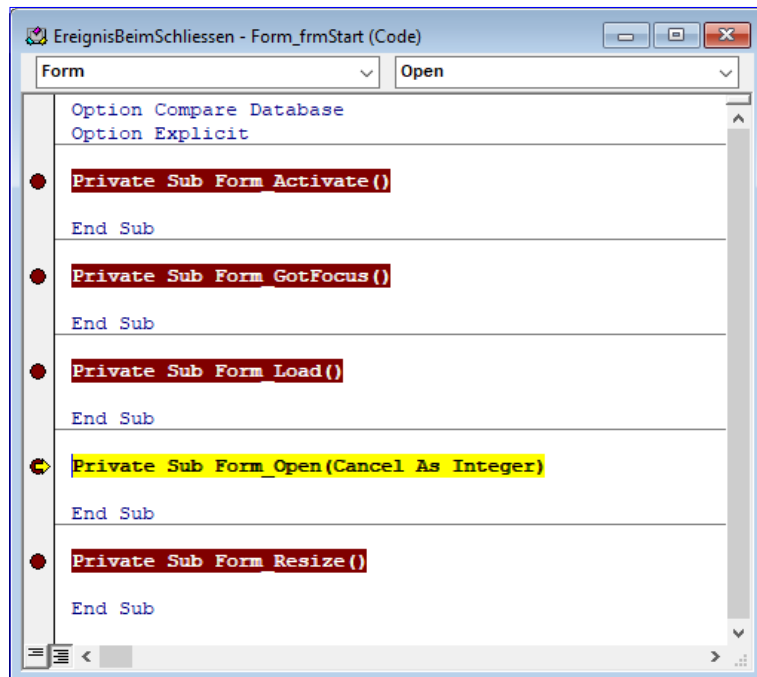 EreignisBeimSchliessen - Form_frmStart (Code)
Form Open
Option Compare Database
Option Explicit
Private Sub Form_Activate()
End Sub
Private Sub Form_GotFocus()
End Sub
Private Sub Form_Load()
End Sub
Private Sub Form_Open(Cancel As Integer)
End Sub
Private Sub Form_Resize()
End Sub